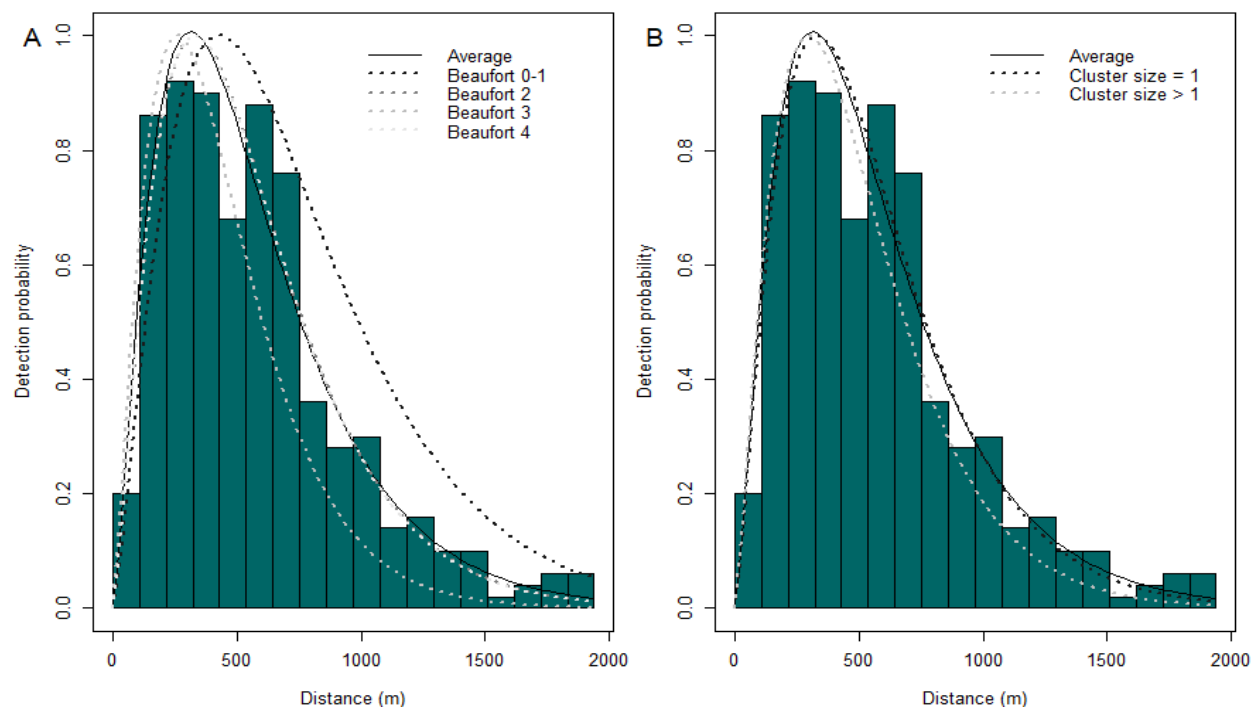 A
Average
Beaufort 0-1
Beaufort 2
Beaufort 3
Beaufort 4
Detection probability
0.0
0.2
0.4
0.6
0.8
1.0
0
500
1000
1500
2000
Distance (m)
B
Average
Cluster size = 1
Cluster size > 1
Detection probability
0.0
0.2
0.4
0.6
0.8
1.0
0
500
1000
1500
2000
Distance (m)